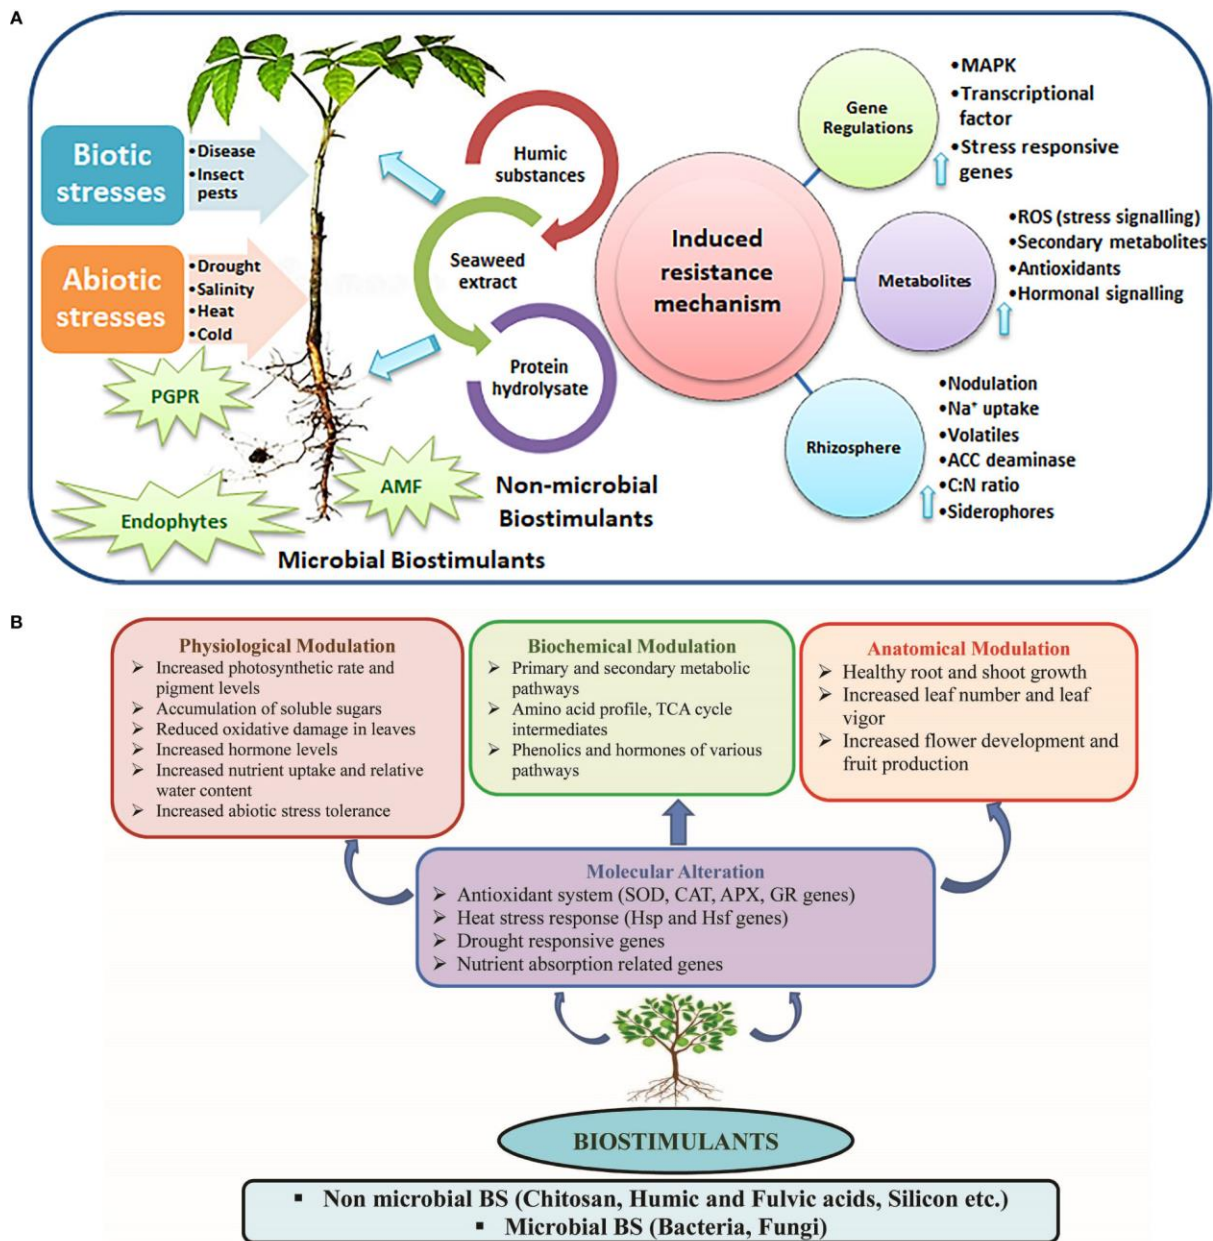 A
Biotic
stresses
•Disease
•Insect
pests
Abiotic
stresses
•Drought
•Salinity
•Heat
•Cold
PGPR
Endophytes
AMF
Microbial Biostimulants
Humic
substances
Seaweed
extract
Protein
hydrolysate
Non-microbial
Biostimulants
Induced
resistance
mechanism
Gene
Regulations
•MAPK
•Transcriptional
factor
•Stress responsive
genes
Metabolites
•ROS (stress signalling)
•Secondary metabolites
•Antioxidants
•Hormonal signalling
Rhizosphere
•Nodulation
•Na⁺ uptake
•Volatiles
•ACC deaminase
•C:N ratio
•Siderophores
B
Physiological Modulation
➢ Increased photosynthetic rate and
pigment levels
➢ Accumulation of soluble sugars
➢ Reduced oxidative damage in leaves
➢ Increased hormone levels
➢ Increased nutrient uptake and relative
water content
➢ Increased abiotic stress tolerance
Biochemical Modulation
➢ Primary and secondary metabolic
pathways
➢ Amino acid profile, TCA cycle
intermediates
➢ Phenolics and hormones of various
pathways
Anatomical Modulation
➢ Healthy root and shoot growth
➢ Increased leaf number and leaf
vigor
➢ Increased flower development and
fruit production
Molecular Alteration
➢ Antioxidant system (SOD, CAT, APX, GR genes)
➢ Heat stress response (Hsp and Hsf genes)
➢ Drought responsive genes
➢ Nutrient absorption related genes
BIOSTIMULANTS
▪ Non microbial BS (Chitosan, Humic and Fulvic acids, Silicon etc.)
▪ Microbial BS (Bacteria, Fungi)